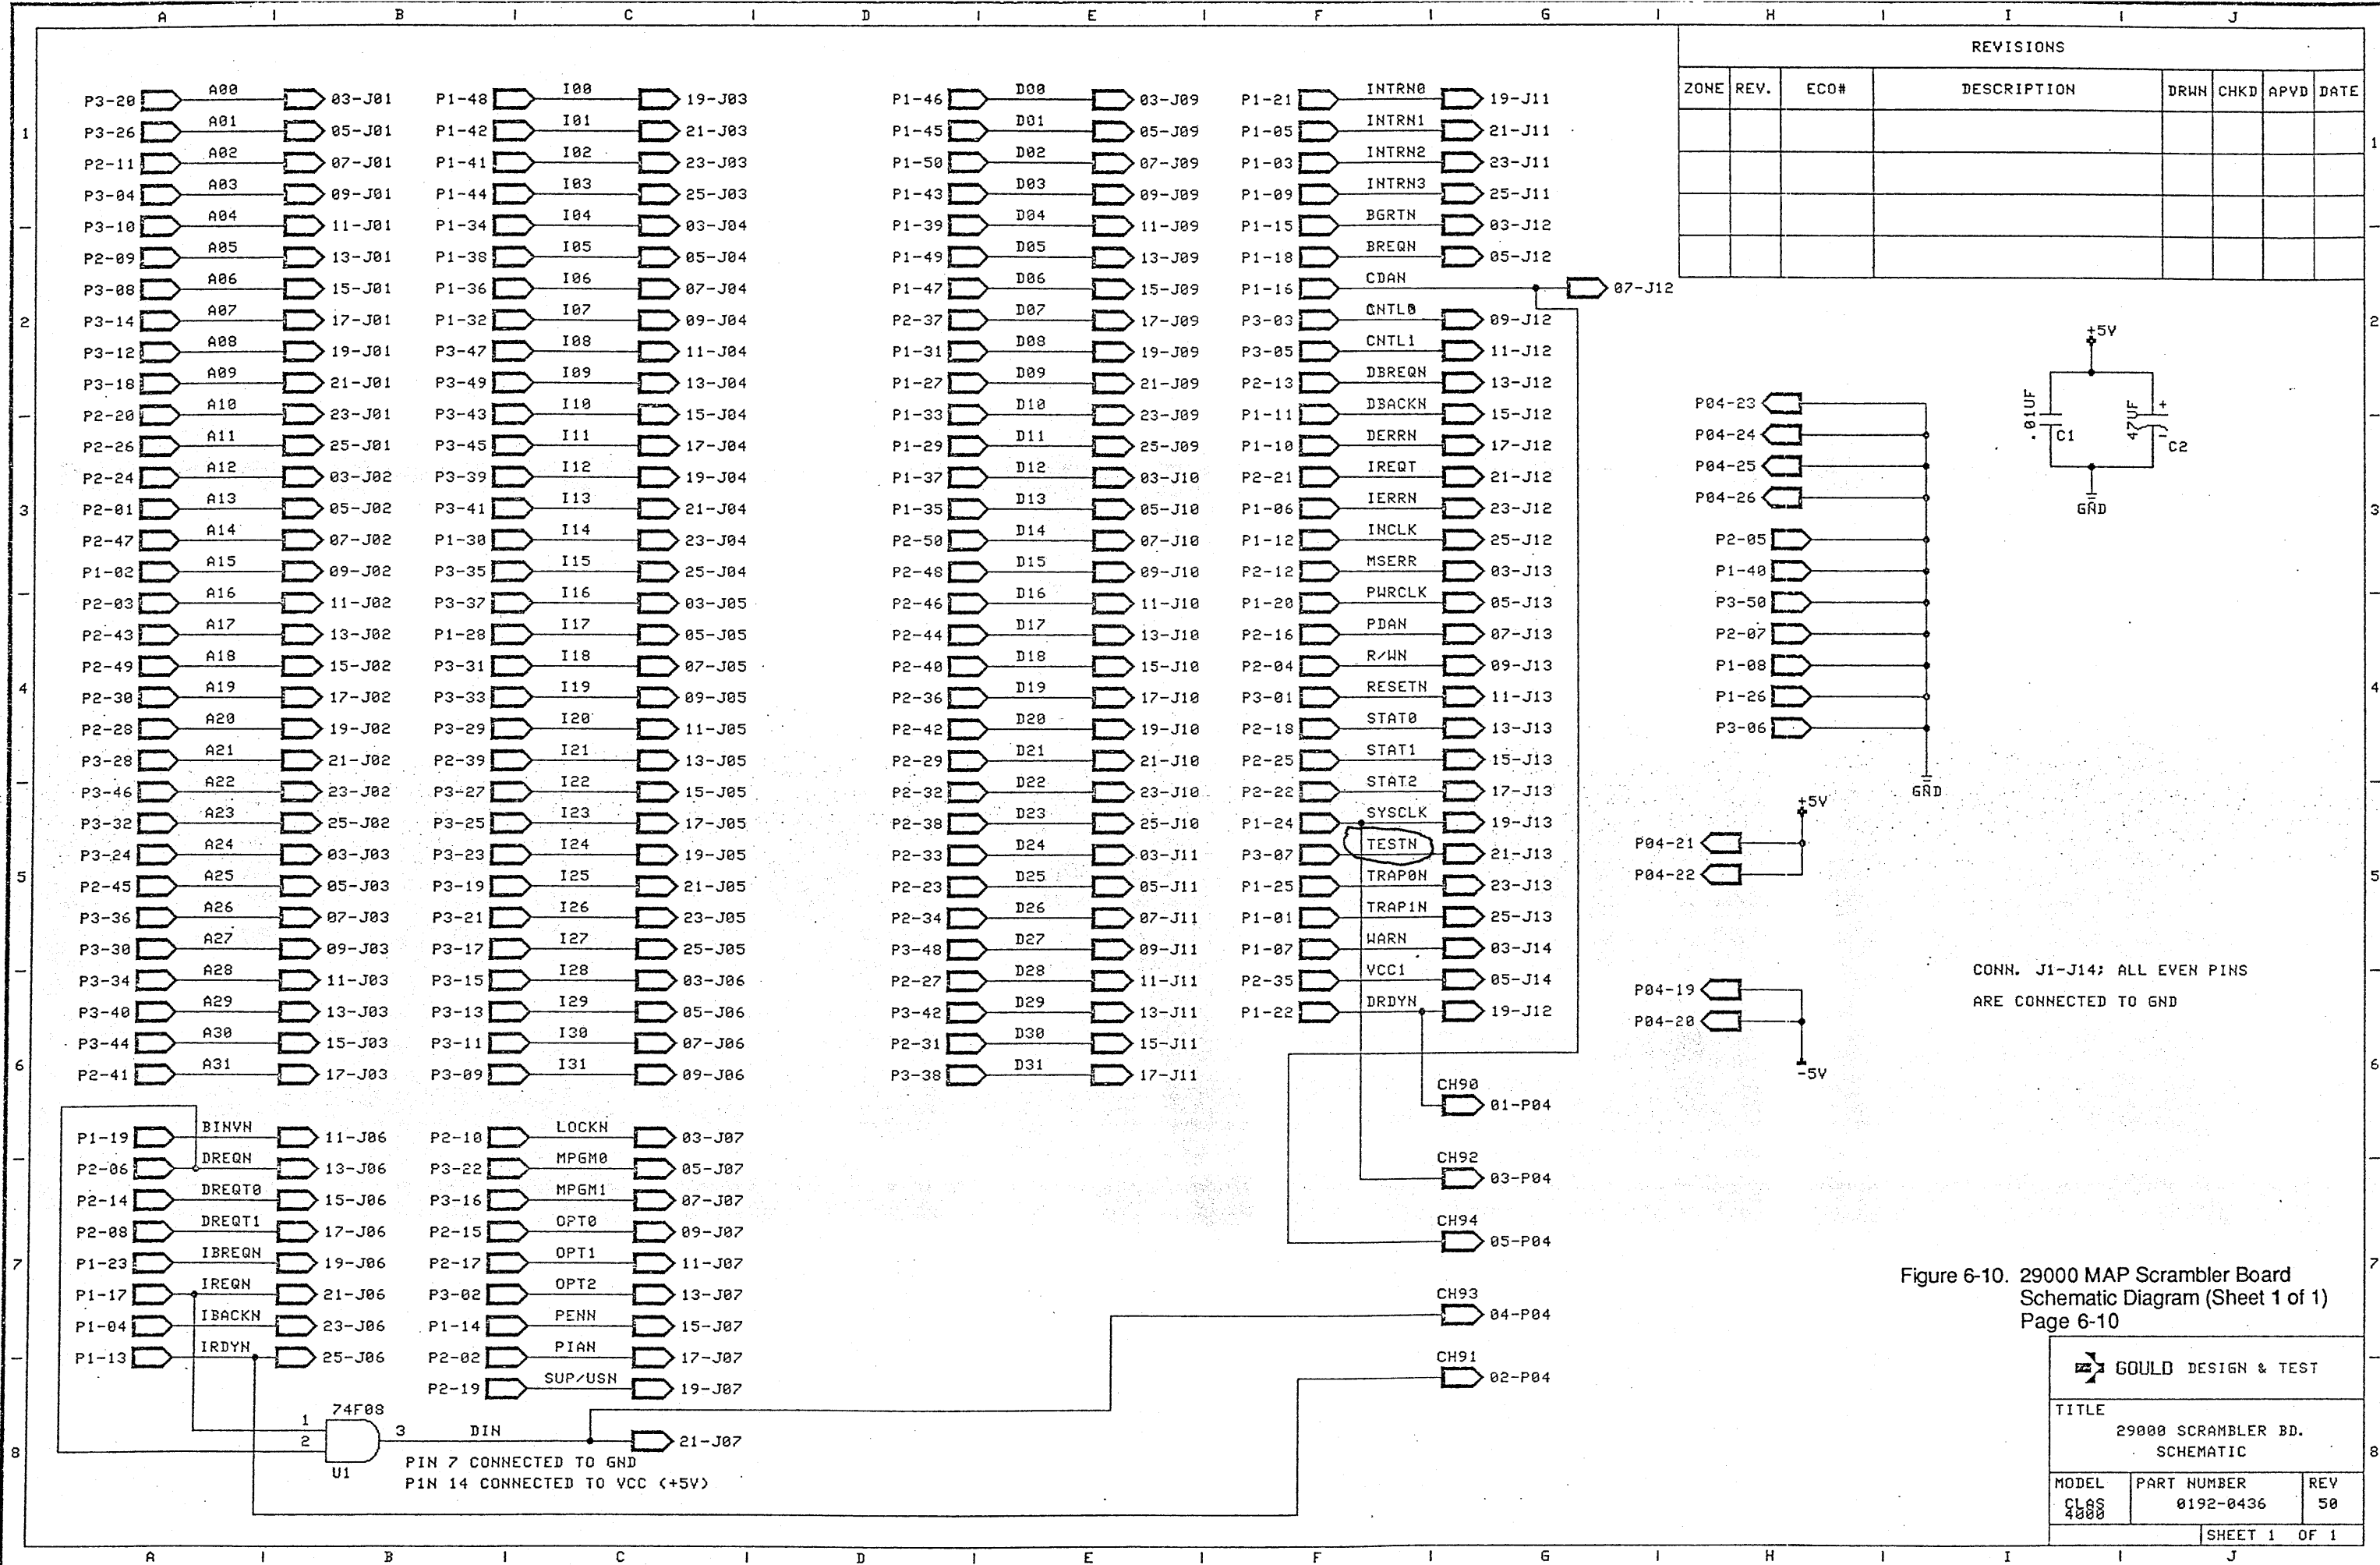 A B C D E F G H I J
REVISIONS
ZONE REV. ECO# DESCRIPTION DRWN CHKD APVD DATE
1 2 3 4 5 6 7 8
P3-20 A00 03-J01
P3-26 A01 05-J01
P2-11 A02 07-J01
P3-04 A03 09-J01
P3-10 A04 11-J01
P2-09 A05 13-J01
P3-08 A06 15-J01
P3-14 A07 17-J01
P3-12 A08 19-J01
P3-18 A09 21-J01
P2-20 A10 23-J01
P2-26 A11 25-J01
P2-24 A12 03-J02
P2-01 A13 05-J02
P2-47 A14 07-J02
P1-02 A15 09-J02
P2-03 A16 11-J02
P2-43 A17 13-J02
P2-49 A18 15-J02
P2-30 A19 17-J02
P2-28 A20 19-J02
P3-28 A21 21-J02
P3-46 A22 23-J02
P3-32 A23 25-J02
P3-24 A24 03-J03
P2-45 A25 05-J03
P3-36 A26 07-J03
P3-30 A27 09-J03
P3-34 A28 11-J03
P3-40 A29 13-J03
P3-44 A30 15-J03
P2-41 A31 17-J03
P1-19 BINVN 11-J06
P2-06 DREQN 13-J06
P2-14 DREQT0 15-J06
P2-08 DREQT1 17-J06
P1-23 IBREQN 19-J06
P1-17 IREQN 21-J06
P1-04 IBACKN 23-J06
P1-13 IRDYN 25-J06
P1-48 I00 19-J03
P1-42 I01 21-J03
P1-41 I02 23-J03
P1-44 I03 25-J03
P1-34 I04 03-J04
P1-38 I05 05-J04
P1-36 I06 07-J04
P1-32 I07 09-J04
P3-47 I08 11-J04
P3-49 I09 13-J04
P3-43 I10 15-J04
P3-45 I11 17-J04
P3-39 I12 19-J04
P3-41 I13 21-J04
P1-30 I14 23-J04
P3-35 I15 25-J04
P3-37 I16 03-J05
P1-28 I17 05-J05
P3-31 I18 07-J05
P3-33 I19 09-J05
P3-29 I20 11-J05
P2-39 I21 13-J05
P3-27 I22 15-J05
P3-25 I23 17-J05
P3-23 I24 19-J05
P3-19 I25 21-J05
P3-21 I26 23-J05
P3-17 I27 25-J05
P3-15 I28 03-J06
P3-13 I29 05-J06
P3-11 I30 07-J06
P3-09 I31 09-J06
P2-10 LOCKN 03-J07
P3-22 MPGM0 05-J07
P3-16 MPGM1 07-J07
P2-15 OPT0 09-J07
P2-17 OPT1 11-J07
P3-02 OPT2 13-J07
P1-14 PENN 15-J07
P2-02 PIAN 17-J07
P2-19 SUP/USN 19-J07
74F08
1
2
3 DIN 21-J07
U1
PIN 7 CONNECTED TO GND
PIN 14 CONNECTED TO VCC (+5V)
P1-46 D00 03-J09
P1-45 D01 05-J09
P1-50 D02 07-J09
P1-43 D03 09-J09
P1-39 D04 11-J09
P1-49 D05 13-J09
P1-47 D06 15-J09
P2-37 D07 17-J09
P1-31 D08 19-J09
P1-27 D09 21-J09
P1-33 D10 23-J09
P1-29 D11 25-J09
P1-37 D12 03-J10
P1-35 D13 05-J10
P2-50 D14 07-J10
P2-48 D15 09-J10
P2-46 D16 11-J10
P2-44 D17 13-J10
P2-40 D18 15-J10
P2-36 D19 17-J10
P2-42 D20 19-J10
P2-29 D21 21-J10
P2-32 D22 23-J10
P2-38 D23 25-J10
P2-33 D24 03-J11
P2-23 D25 05-J11
P2-34 D26 07-J11
P3-48 D27 09-J11
P2-27 D28 11-J11
P3-42 D29 13-J11
P2-31 D30 15-J11
P3-38 D31 17-J11
P1-21 INTRN0 19-J11
P1-05 INTRN1 21-J11
P1-03 INTRN2 23-J11
P1-09 INTRN3 25-J11
P1-15 BGRTN 03-J12
P1-18 BREQN 05-J12
P1-16 CDAN 07-J12
P3-03 CNTL0 09-J12
P3-05 CNTL1 11-J12
P2-13 DBREQN 13-J12
P1-11 DBACKN 15-J12
P1-10 DERRN 17-J12
P2-21 IREQT 21-J12
P1-06 IERRN 23-J12
P1-12 INCLK 25-J12
P2-12 MSERR 03-J13
P1-20 PWRCLK 05-J13
P2-16 PDAN 07-J13
P2-04 R/WN 09-J13
P3-01 RESETN 11-J13
P2-18 STAT0 13-J13
P2-25 STAT1 15-J13
P2-22 STAT2 17-J13
P1-24 SYSCLK 19-J13
P3-07 TESTN 21-J13
P1-25 TRAP0N 23-J13
P1-01 TRAP1N 25-J13
P1-07 WARN 03-J14
P2-35 VCC1 05-J14
P1-22 DRDYN 19-J12
CH90
01-P04
CH92
03-P04
CH94
05-P04
CH93
04-P04
CH91
02-P04
P04-23
P04-24
P04-25
P04-26
P2-05
P1-40
P3-50
P2-07
P1-08
P1-26
P3-06
GND
+5V
P04-21
P04-22
P04-19
P04-20
-5V
+5V
.01UF C1
47UF + - C2
GND
CONN. J1-J14; ALL EVEN PINS
ARE CONNECTED TO GND
Figure 6-10. 29000 MAP Scrambler Board
Schematic Diagram (Sheet 1 of 1)
Page 6-10
GOULD DESIGN & TEST
TITLE
29000 SCRAMBLER BD.
SCHEMATIC
MODEL PART NUMBER REV
CLAS 4000 0192-0436 50
SHEET 1 OF 1
1 2 3 4 5 6 7 8
A B C D E F G H I J